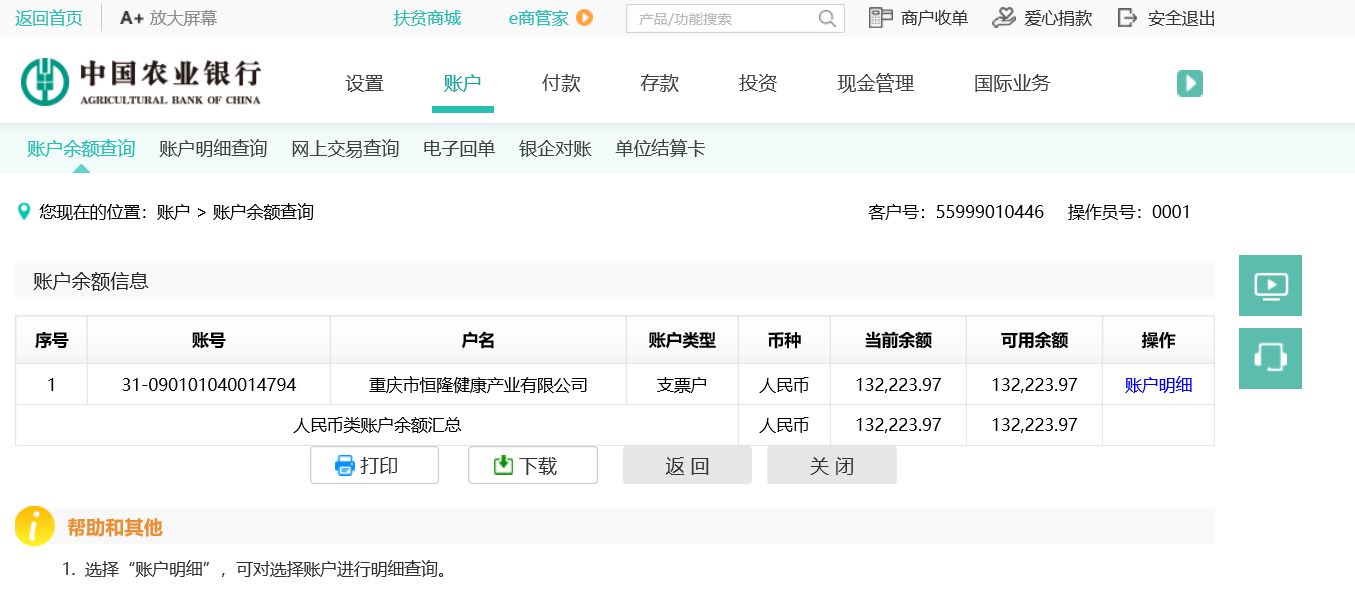 返回首页 A+ 放大屏幕 扶贫商城 e商管家 产品/功能搜索 商户收单 爱心捐款 安全退出
中国农业银行 设置 账户 付款 存款 投资 现金管理 国际业务
AGRICULTURAL BANK OF CHINA
账户余额查询 账户明细查询 网上交易查询 电子回单 银企对账 单位结算卡
您现在的位置：账户 > 账户余额查询 客户号：55999010446 操作员号：0001
账户余额信息
序号 账号 户名 账户类型 币种 当前余额 可用余额 操作
1 31-090101040014794 重庆市恒隆健康产业有限公司 支票户 人民币 132,223.97 132,223.97 账户明细
人民币类账户余额汇总 人民币 132,223.97 132,223.97
打印 下载 返 回 关 闭
帮助和其他
1. 选择“账户明细”，可对选择账户进行明细查询。